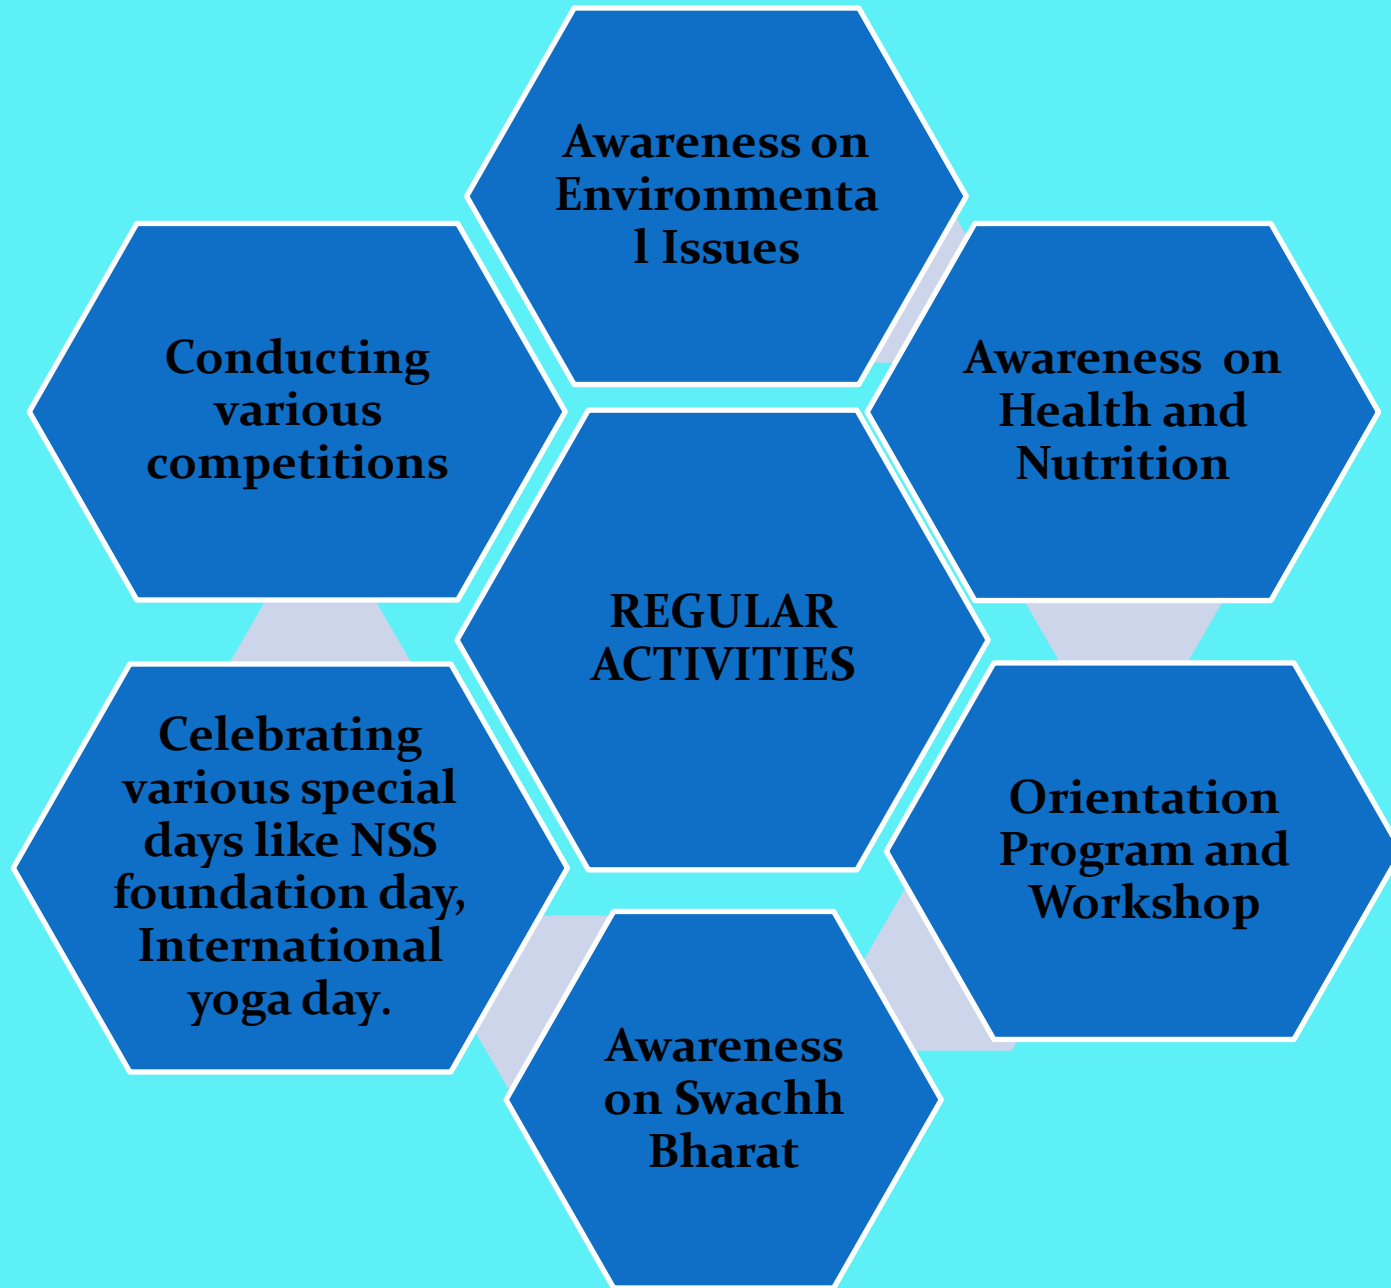 Awareness on
Environmenta
l Issues
Awareness  on
Health and
Nutrition
Orientation
Program and
Workshop
Awareness
on Swachh
Bharat
Celebrating
various special
days like NSS
foundation day,
International
yoga day.
Conducting
various
competitions
REGULAR
ACTIVITIES